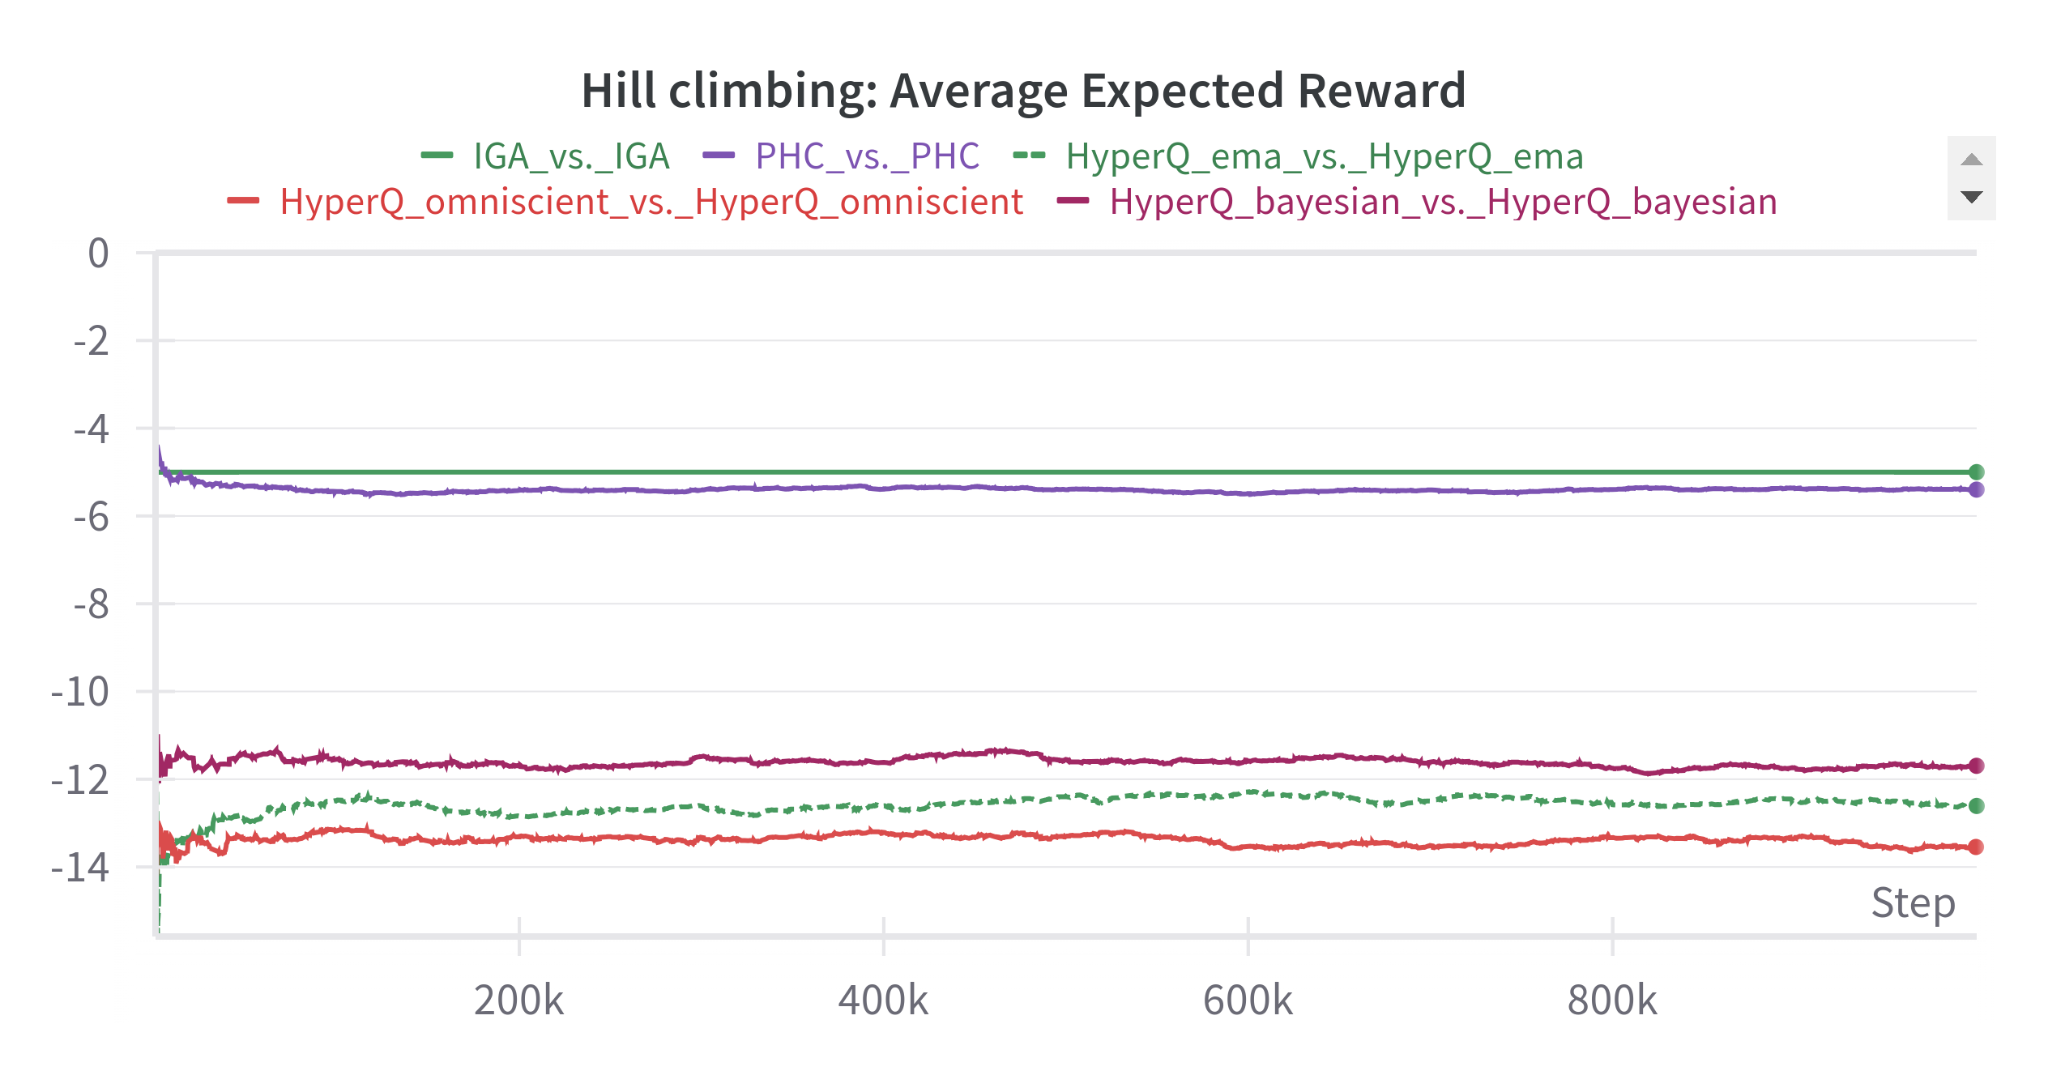 Hill climbing: Average Expected Reward
IGA_vs._IGA PHC_vs._PHC HyperQ_ema_vs._HyperQ_ema
HyperQ_omniscient_vs._HyperQ_omniscient HyperQ_bayesian_vs._HyperQ_bayesian
0
-2
-4
-6
-8
-10
-12
-14
Step
200k 400k 600k 800k